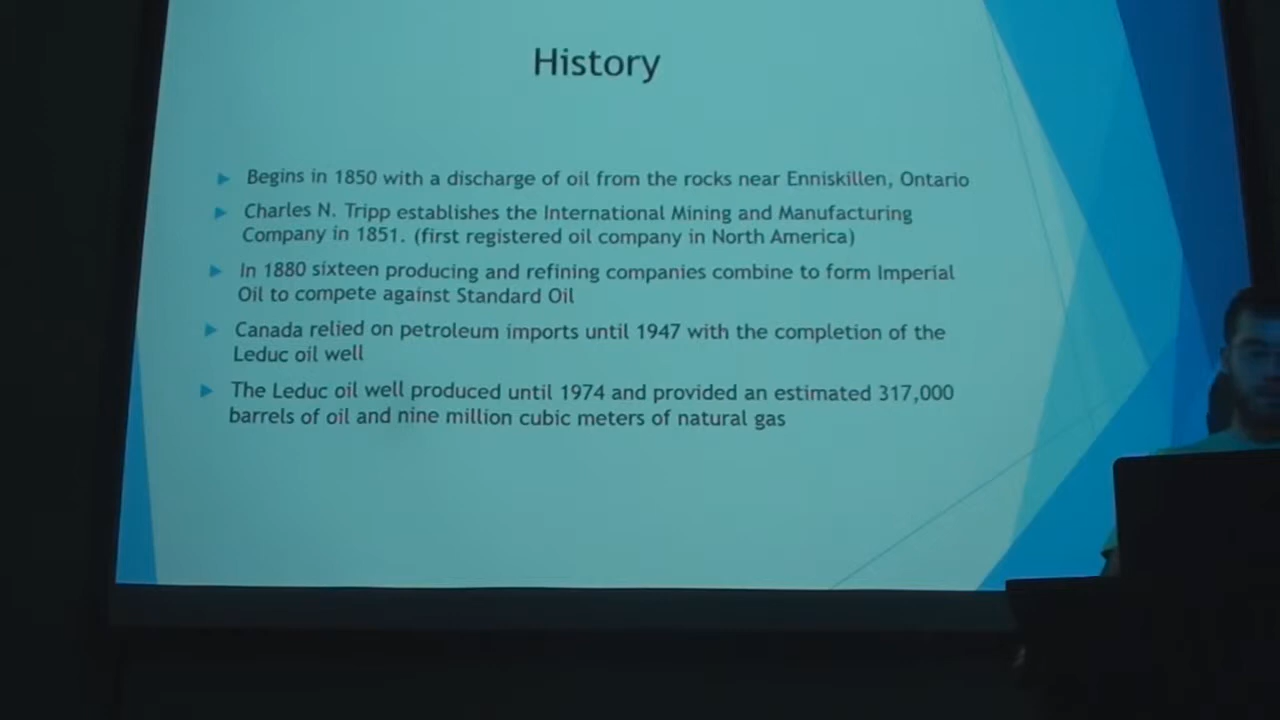 History
Begins in 1850 with a discharge of oil from the rocks near Enniskillen, Ontario
Charles N. Tripp establishes the International Mining and Manufacturing
Company in 1851. (first registered oil company in North America)
In 1880 sixteen producing and refining companies combine to form Imperial
Oil to compete against Standard Oil
Canada relied on petroleum imports until 1947 with the completion of the
Leduc oil well
The Leduc oil well produced until 1974 and provided an estimated 317,000
barrels of oil and nine million cubic meters of natural gas